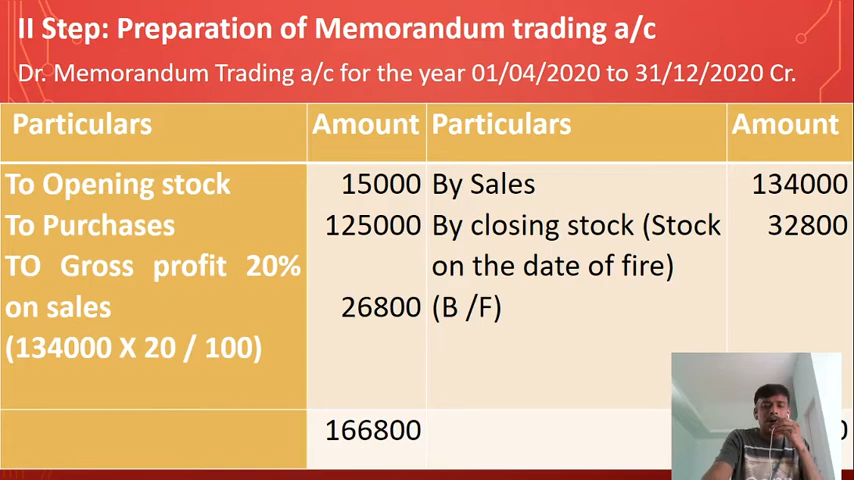 II Step: Preparation of Memorandum trading a/c
Dr. Memorandum Trading a/c for the year 01/04/2020 to 31/12/2020 Cr.
Particulars Amount Particulars Amount
To Opening stock 15000 By Sales 134000
To Purchases 125000 By closing stock (Stock 32800
TO Gross profit 20% on the date of fire)
on sales 26800 (B /F)
(134000 X 20 / 100)
166800